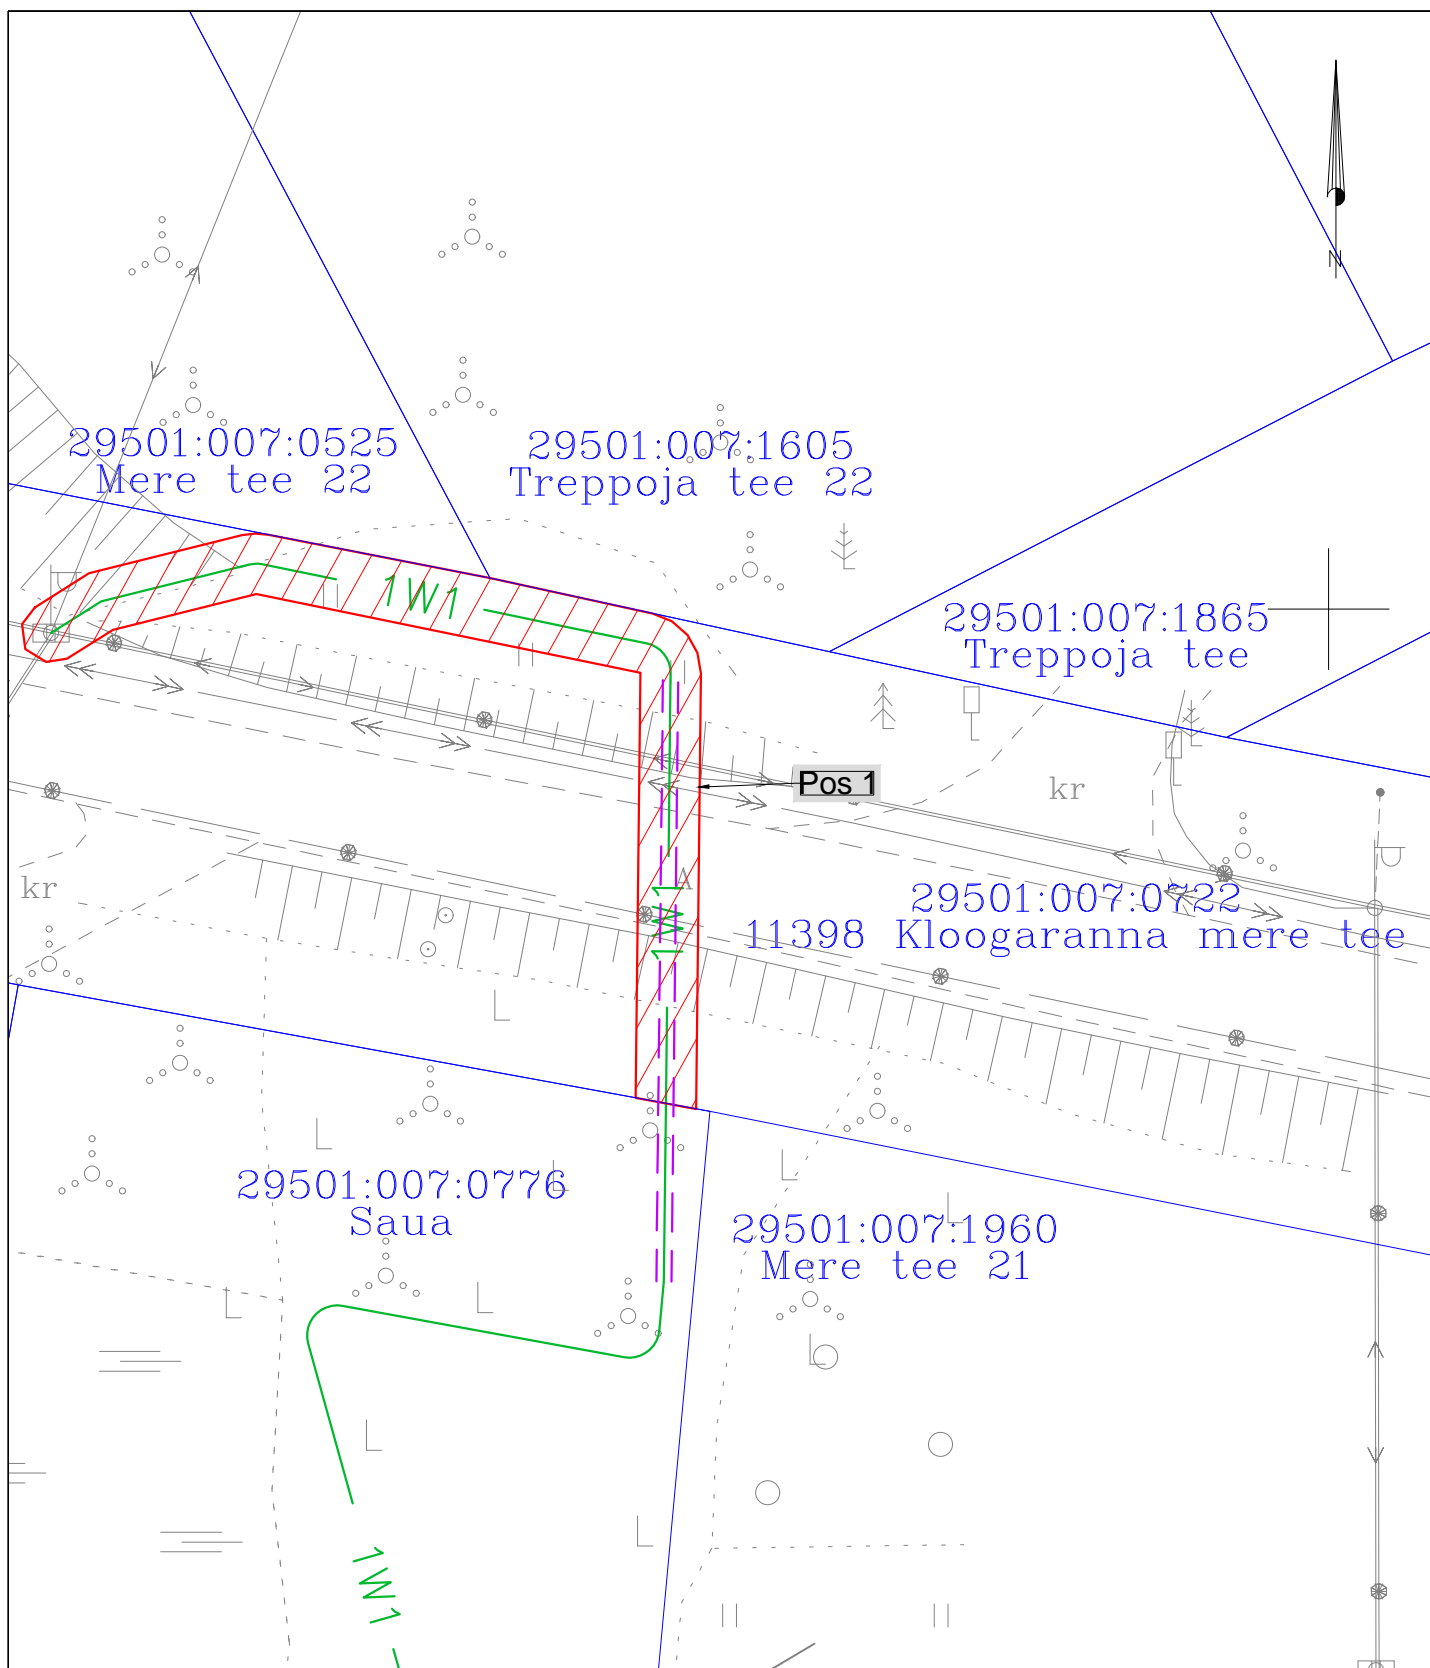 N
29501:007:0525
Mere tee 22
29501:007:1605
Treppoja tee 22
1W1
29501:007:1865
Treppoja tee
Pos 1
kr
kr
A
1W1
29501:007:0722
11398 Kloogaranna mere tee
29501:007:0776
Saua
29501:007:1960
Mere tee 21
1W1